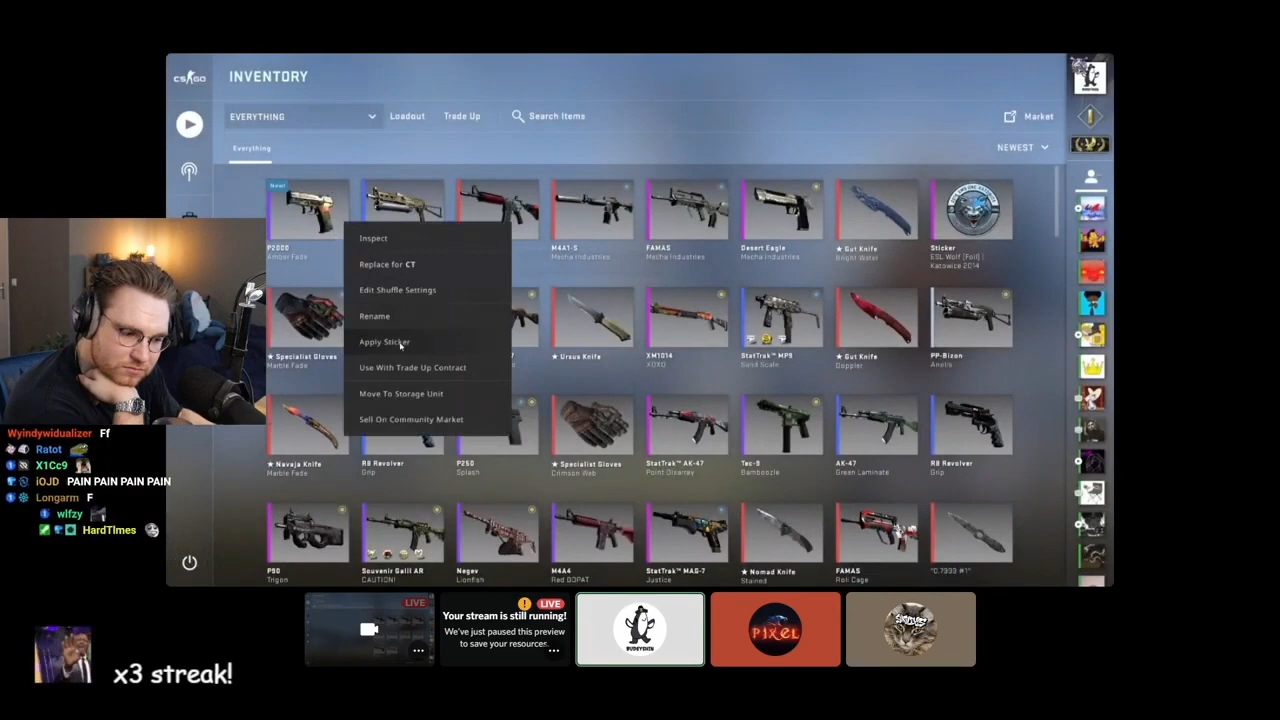 CS GO
INVENTORY
EVERYTHING
Loadout
Trade Up
Search Items
Market
Everything
NEWEST
New!
P2000
Amber Fade
M4A1-S
Mecha Industries
FAMAS
Mecha Industries
Desert Eagle
Mecha Industries
★ Gut Knife
Bright Water
Sticker
ESL Wolf (Foil) |
Katowice 2014
Inspect
Replace for CT
Edit Shuffle Settings
Rename
Apply Sticker
Use With Trade Up Contract
Move To Storage Unit
Sell On Community Market
★ Specialist Gloves
Marble Fade
★ Ursus Knife
XM1014
XOXO
StatTrak™ MP9
Sand Scale
★ Gut Knife
Doppler
PP-Bizon
Anolis
★ Navaja Knife
Marble Fade
R8 Revolver
Grip
P250
Splash
★ Specialist Gloves
Crimson Web
StatTrak™ AK-47
Point Disarray
Tec-9
Bamboozle
AK-47
Green Laminate
R8 Revolver
Grip
P90
Trigon
Souvenir Galil AR
CAUTION!
Negev
Lionfish
M4A4
Red DDPAT
StatTrak™ MAG-7
Justice
★ Nomad Knife
Stained
FAMAS
Roll Cage
Wyindywidualizer Ff
Ratot
X1Cc9
iOJD PAIN PAIN PAIN PAIN
Longarm F
wlfzy
HardTImes
LIVE
LIVE
Your stream is still running!
We've just paused this preview
to save your resources.
RUDEYSHIN
PIXEL
x3 streak!